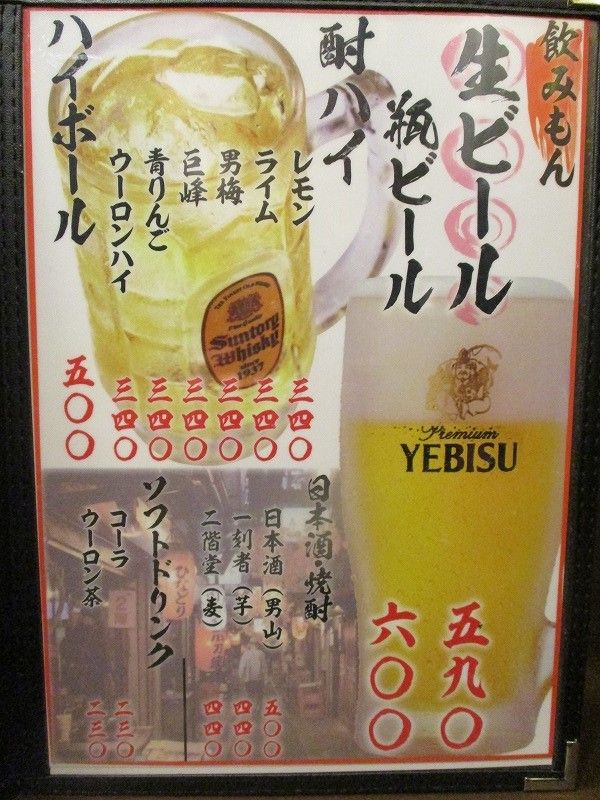 飲みもん
生ビール
五九〇
瓶ビール
六〇〇
酎ハイ
レモン
三四〇
ライム
三四〇
男梅
三四〇
巨峰
三四〇
青りんご
三四〇
ウーロンハイ
三四〇
ハイボール
五〇〇
Suntory
Whisky
since
1937
Premium
YEBISU
日本酒・焼酎
日本酒(男山)
五〇〇
一刻者(芋)
四四〇
二階堂(麦)
四四〇
ソフトドリンク
コーラ
二三〇
ウーロン茶
二三〇